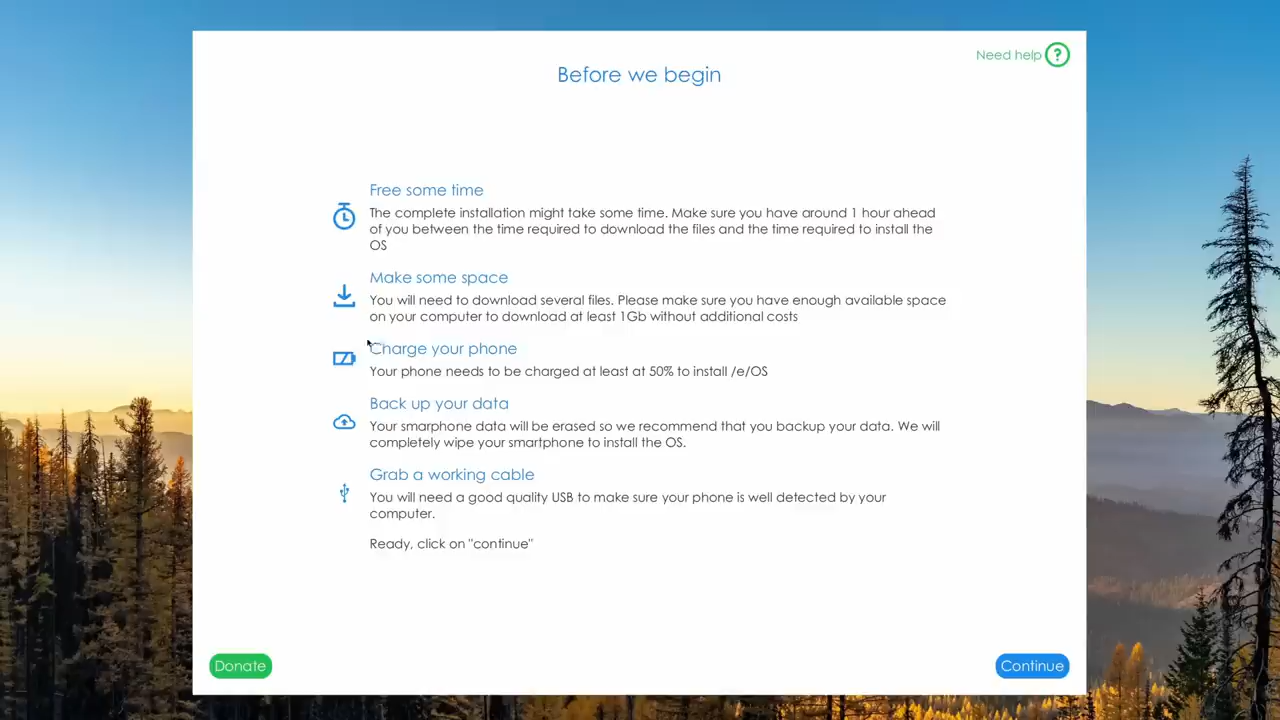 Need help ?
Before we begin
Free some time
The complete installation might take some time. Make sure you have around 1 hour ahead
of you between the time required to download the files and the time required to install the
OS
Make some space
You will need to download several files. Please make sure you have enough available space
on your computer to download at least 1Gb without additional costs
Charge your phone
Your phone needs to be charged at least at 50% to install /e/OS
Back up your data
Your smarphone data will be erased so we recommend that you backup your data. We will
completely wipe your smartphone to install the OS.
Grab a working cable
You will need a good quality USB to make sure your phone is well detected by your
computer.
Ready, click on "continue"
Donate
Continue